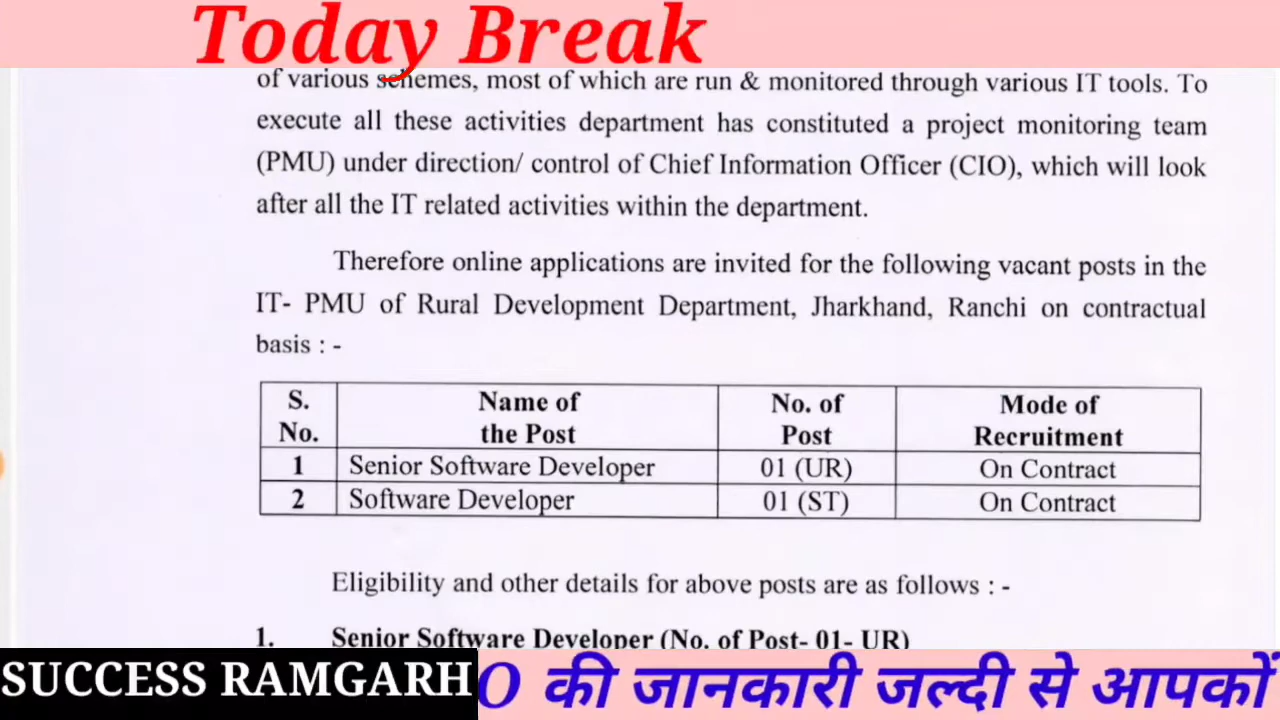 Today Break
of various schemes, most of which are run & monitored through various IT tools. To
execute all these activities department has constituted a project monitoring team
(PMU) under direction/ control of Chief Information Officer (CIO), which will look
after all the IT related activities within the department.
Therefore online applications are invited for the following vacant posts in the
IT- PMU of Rural Development Department, Jharkhand, Ranchi on contractual
basis : -
S. No. Name of the Post No. of Post Mode of Recruitment
1 Senior Software Developer 01 (UR) On Contract
2 Software Developer 01 (ST) On Contract
Eligibility and other details for above posts are as follows : -
1. Senior Software Developer (No. of Post- 01- UR)
SUCCESS RAMGARH O की जानकारी जल्दी से आपकों